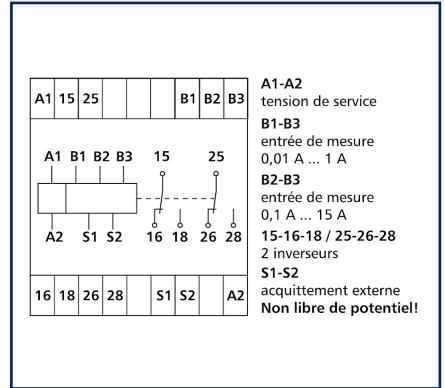 A1 15 25 B1 B2 B3
A1 B1 B2 B3 15 25
A2 S1 S2 16 18 26 28
16 18 26 28 S1 S2 A2
A1-A2
tension de service
B1-B3
entrée de mesure
0,01 A ... 1 A
B2-B3
entrée de mesure
0,1 A ... 15 A
15-16-18 / 25-26-28
2 inverseurs
S1-S2
acquittement externe
Non libre de potentiel!